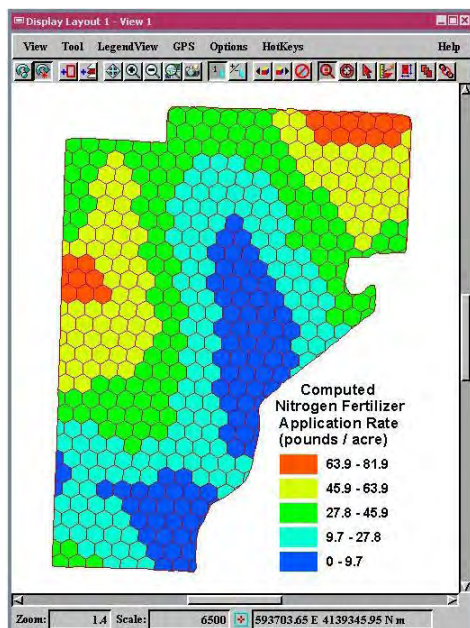 Display Layout 1 - View 1
View Tool LegendView GPS Options HotKeys Help
Computed
Nitrogen Fertilizer
Application Rate
(pounds / acre)
63.9 - 81.9
45.9 - 63.9
27.8 - 45.9
9.7 - 27.8
0 - 9.7
Zoom: 1.4 Scale: 6500 593703.65 E 4139345.95 N m